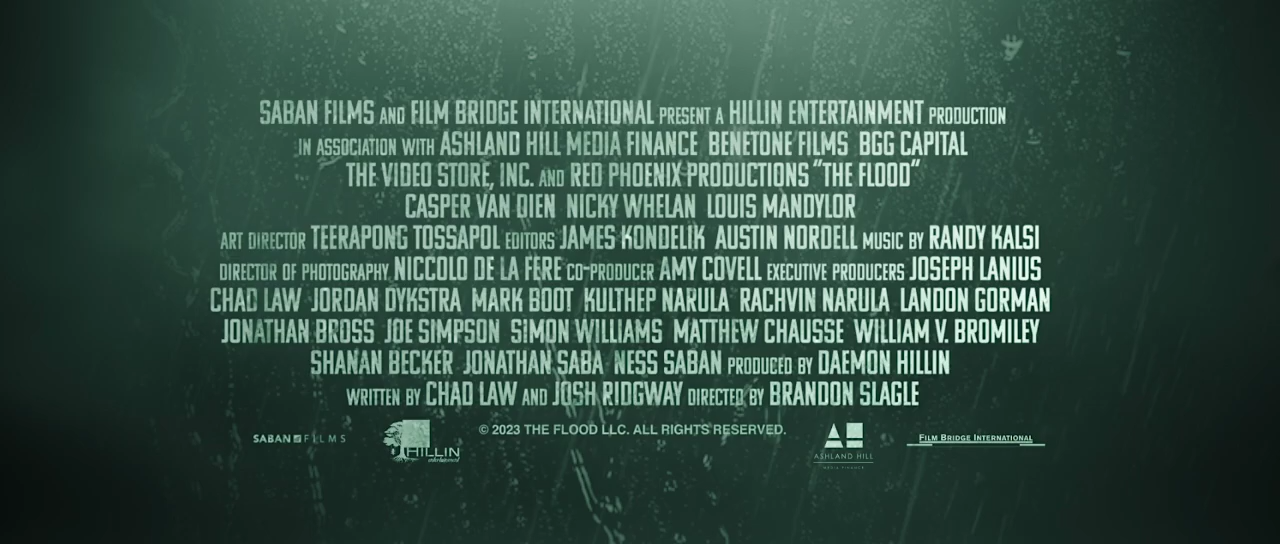 SABAN FILMS AND FILM BRIDGE INTERNATIONAL PRESENT A HILLIN ENTERTAINMENT PRODUCTION
IN ASSOCIATION WITH ASHLAND HILL MEDIA FINANCE BENETONE FILMS BGG CAPITAL
THE VIDEO STORE, INC. AND RED PHOENIX PRODUCTIONS "THE FLOOD"
CASPER VAN DIEN NICKY WHELAN LOUIS MANDYLOR
ART DIRECTOR TEERAPONG TOSSAPOL EDITORS JAMES KONDELIK AUSTIN NORDELL MUSIC BY RANDY KALSI
DIRECTOR OF PHOTOGRAPHY NICCOLO DE LA FERE CO-PRODUCER AMY COVELL EXECUTIVE PRODUCERS JOSEPH LANIUS
CHAD LAW JORDAN DYKSTRA MARK BOOT KULTHEP NARULA RACHVIN NARULA LANDON GORMAN
JONATHAN BROSS JOE SIMPSON SIMON WILLIAMS MATTHEW CHAUSSE WILLIAM V. BROMILEY
SHANAN BECKER JONATHAN SABA NESS SABAN PRODUCED BY DAEMON HILLIN
WRITTEN BY CHAD LAW AND JOSH RIDGWAY DIRECTED BY BRANDON SLAGLE
© 2023 THE FLOOD LLC. ALL RIGHTS RESERVED.
SABAN FILMS
HILLIN
entertainment
ASHLAND HILL
MEDIA FINANCE
FILM BRIDGE INTERNATIONAL